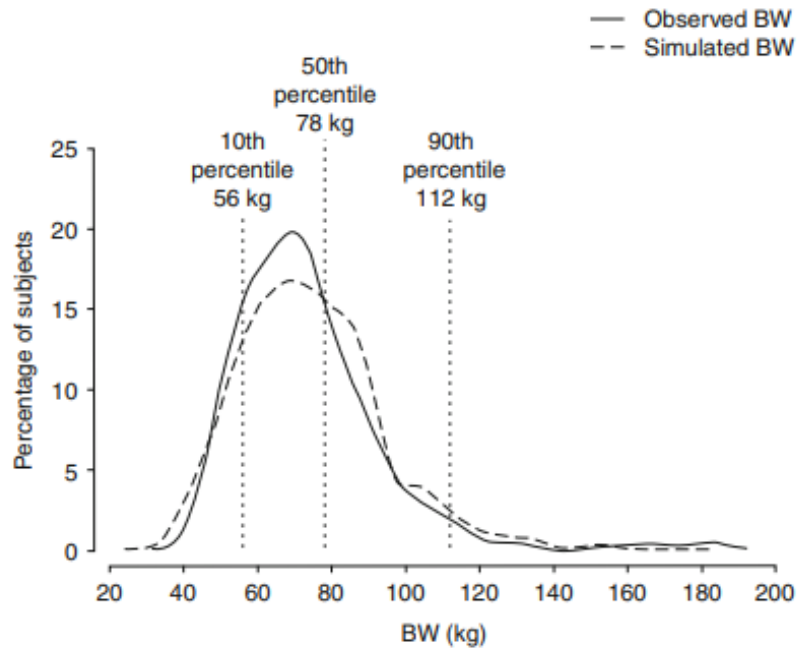 Observed BW
Simulated BW
50th
percentile
78 kg
10th
percentile
56 kg
90th
percentile
112 kg
25
20
15
10
5
0
Percentage of subjects
20 40 60 80 100 120 140 160 180 200
BW (kg)